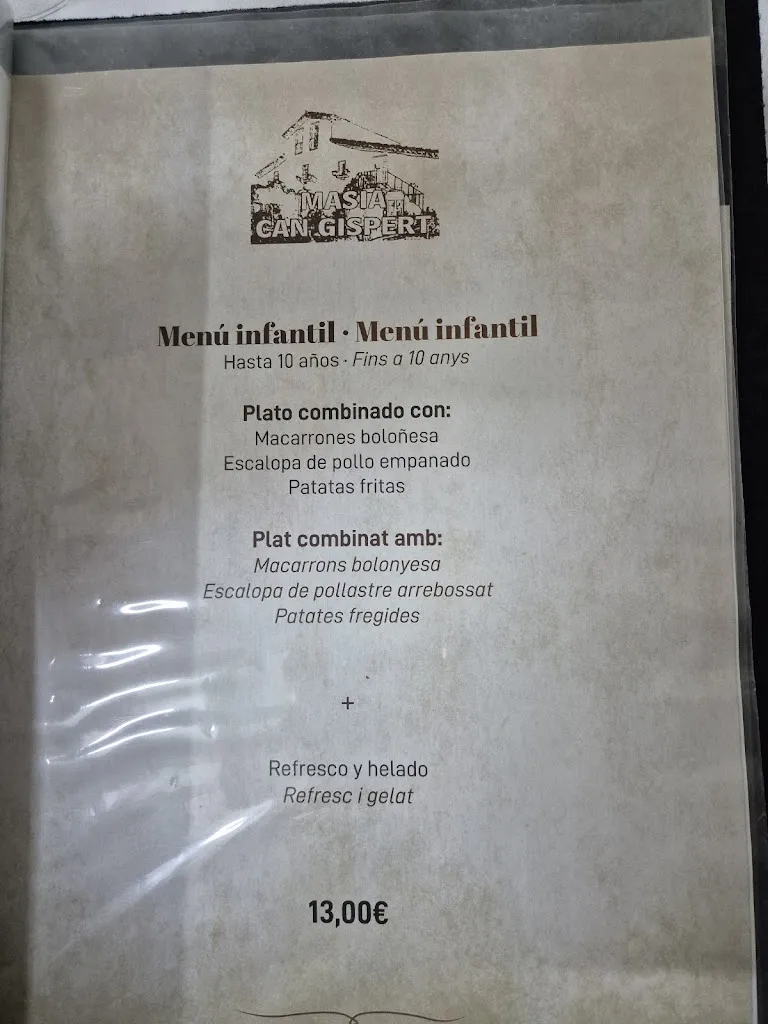 MASIA
CAN GISPERT
Menú infantil · Menú infantil
Hasta 10 años · Fins a 10 anys
Plato combinado con:
Macarrones boloñesa
Escalopa de pollo empanado
Patatas fritas
Plat combinat amb:
Macarrons bolonyesa
Escalopa de pollastre arrebossat
Patates fregides
+
Refresco y helado
Refresc i gelat
13,00€